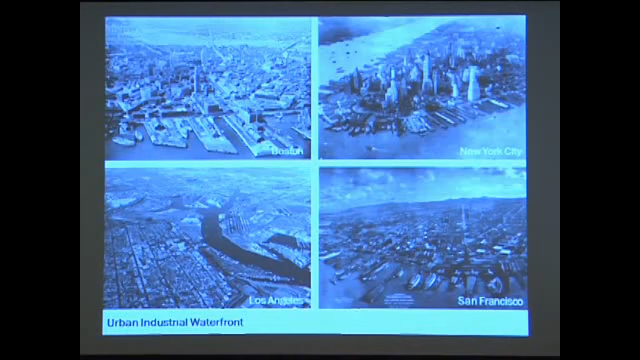 Boston
New York City
Los Angeles
San Francisco
Urban Industrial Waterfront